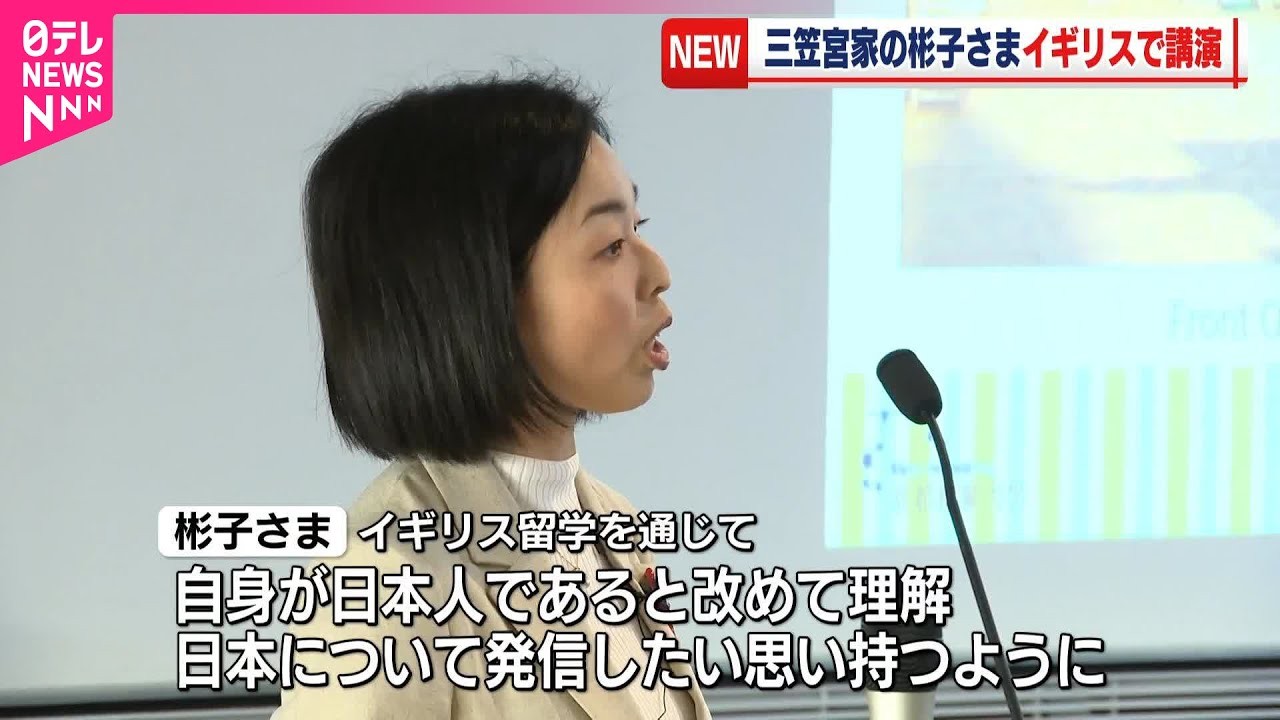 日テレ
NEWS
NNN
NEW 三笠宮家の彬子さまイギリスで講演
Front
彬子さま イギリス留学を通じて
自身が日本人であると改めて理解
日本について発信したい思い持つように